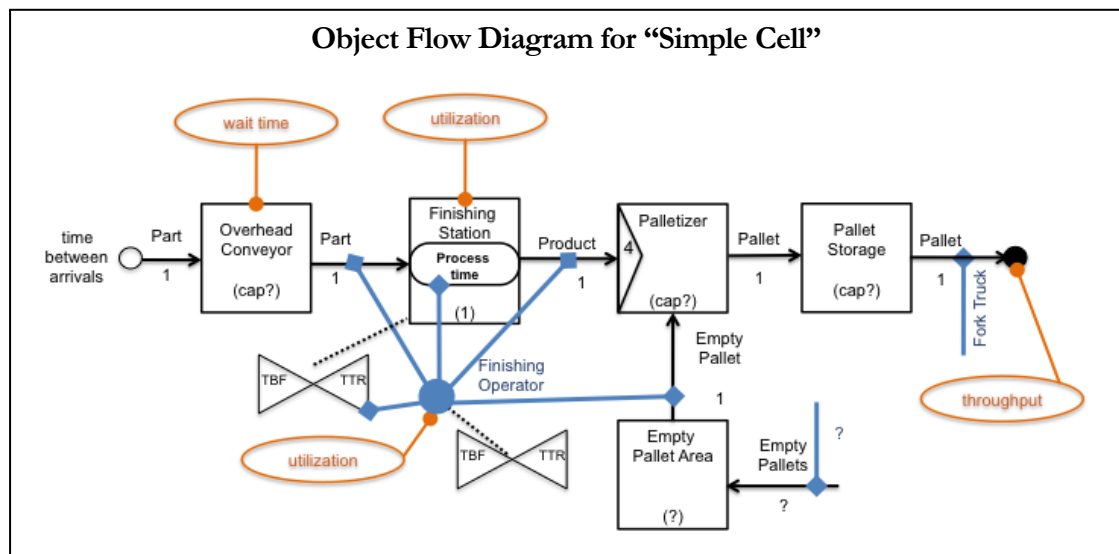 Object Flow Diagram for “Simple Cell”
wait time
utilization
time
between
arrivals
Part
1
Overhead
Conveyor
(cap?)
Part
1
Finishing
Station
Process
time
(1)
Product
1
Palletizer
4
(cap?)
Pallet
1
Pallet
Storage
(cap?)
Pallet
1
Fork Truck
throughput
TBF
TTR
Finishing
Operator
utilization
TBF
TTR
Empty
Pallet
1
Empty
Pallet Area
(?)
Empty
Pallets
?
?